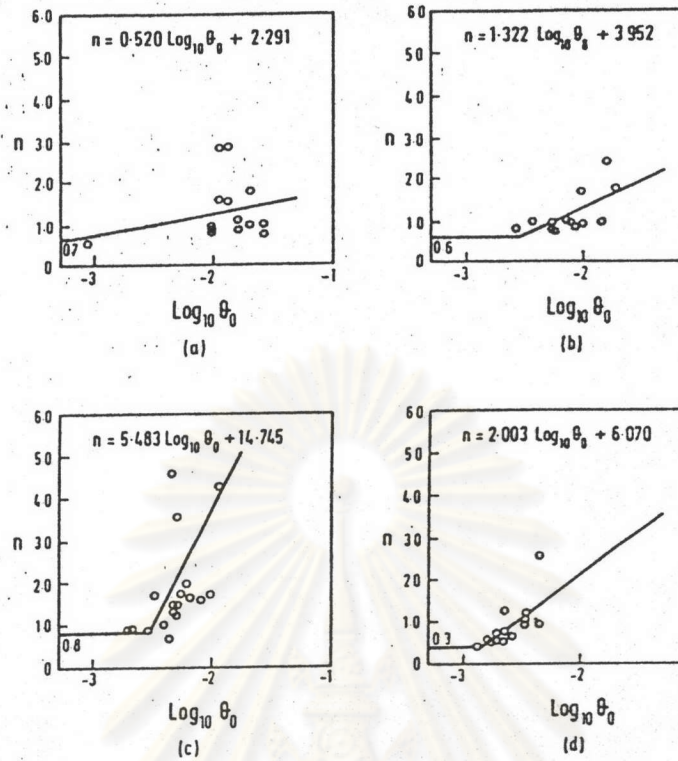 n = 0.520 Log10 θ0 + 2.291
6.0
5.0
4.0
n
3.0
2.0
1.0
0.7
0
-3
-2
-1
Log10 θ0
(a)
n = 1.322 Log10 θ0 + 3.952
6.0
5.0
4.0
n
3.0
2.0
1.0
0.6
0
-3
-2
Log10 θ0
(b)
n = 5.483 Log10 θ0 + 14.745
6.0
5.0
4.0
n
3.0
2.0
1.0
0.8
0
-3
-2
-1
Log10 θ0
(c)
n = 2.003 Log10 θ0 + 6.070
6.0
5.0
4.0
n
3.0
2.0
1.0
0.3
0
-3
-2
Log10 θ0
(d)